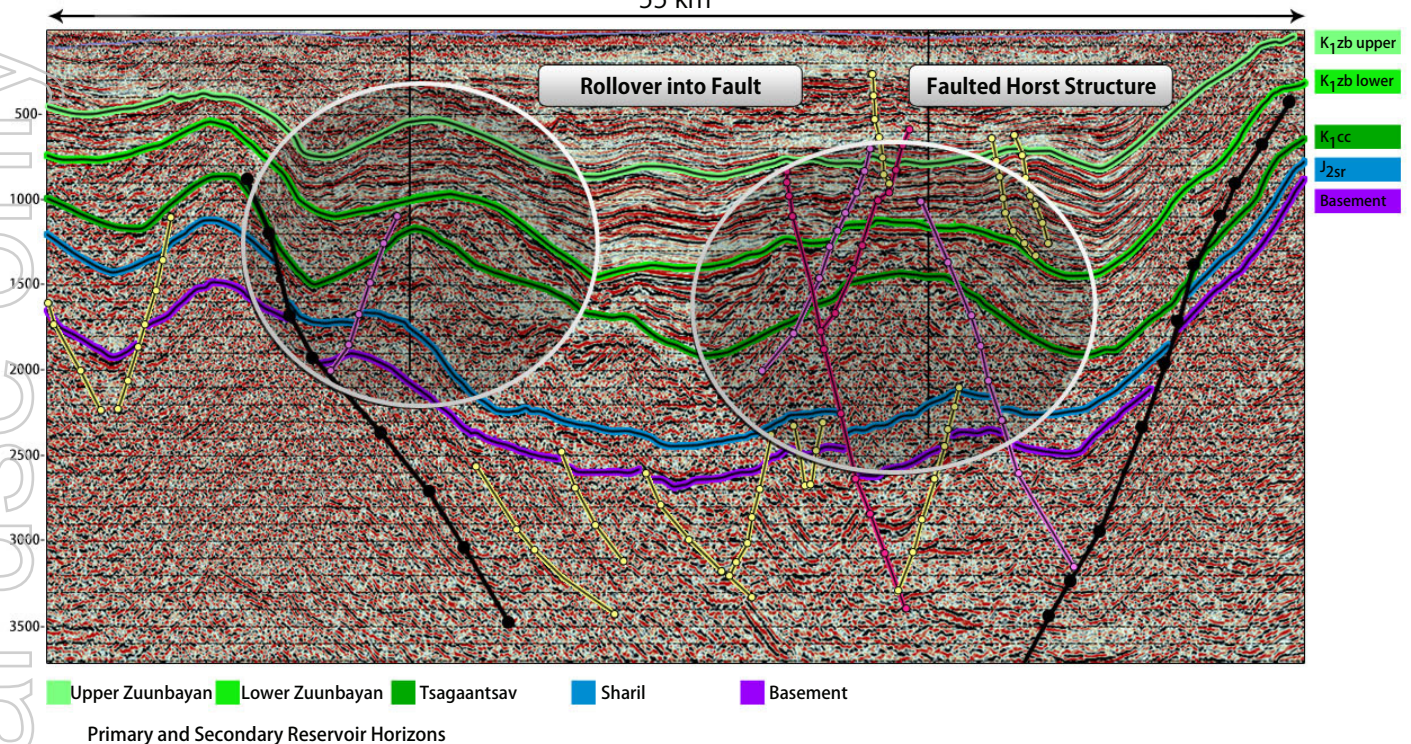 55 km
Rollover into Fault
Faulted Horst Structure
K1zb upper
K1zb lower
K1cc
J2sr
Basement
500-
1000-
1500-
2000-
2500-
3000-
3500-
Upper Zuunbayan
Lower Zuunbayan
Tsagaantsav
Sharil
Basement
Primary and Secondary Reservoir Horizons